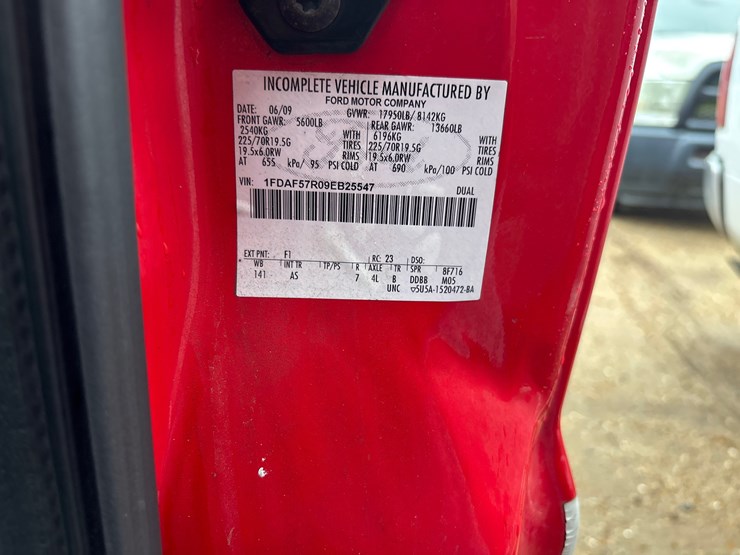 INCOMPLETE VEHICLE MANUFACTURED BY
FORD MOTOR COMPANY
DATE: 06/09 GVWR: 17950LB/ 8142KG
FRONT GAWR: 5600LB REAR GAWR: 13660LB
2540KG WITH 6196KG WITH
225/70R19.5G TIRES 225/70R19.5G TIRES
19.5x6.0RW RIMS 19.5x6.0RW RIMS
AT 655 kPa/ 95 PSI COLD AT 690 kPa/100 PSI COLD
VIN: 1FDAF57R09EB25547 DUAL
EXT PNT: F1 RC: 23 DSO:
WB INT TR TP/PS R AXLE TR SPR BF716
141 AS 7 4L B DDBB M05
UNC ▽5U5A-1520472-BA